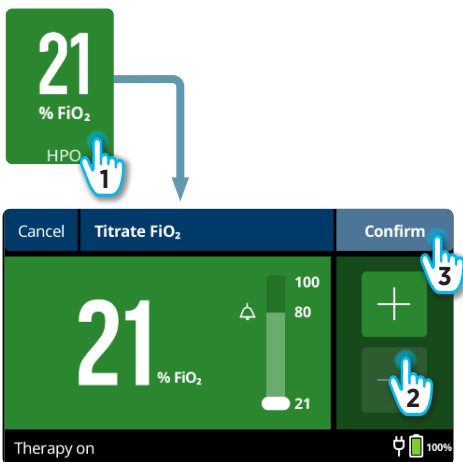 21
% FiO₂
HPO
1
Cancel
Titrate FiO₂
Confirm
3
100
80
21
% FiO₂
21
2
Therapy on
100%